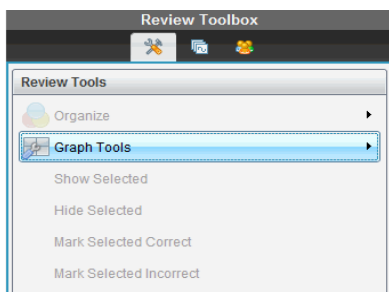 Review Toolbox
Review Tools
Organize
Graph Tools
Show Selected
Hide Selected
Mark Selected Correct
Mark Selected Incorrect